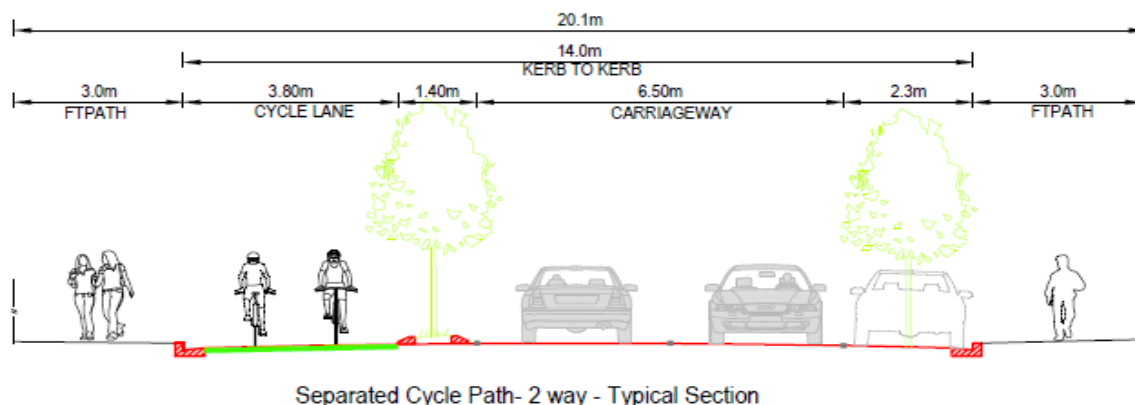 20.1m
14.0m
KERB TO KERB
3.0m 3.80m 1.40m 6.50m 2.3m 3.0m
FTPATH CYCLE LANE CARRIAGEWAY FTPATH
Separated Cycle Path- 2 way - Typical Section